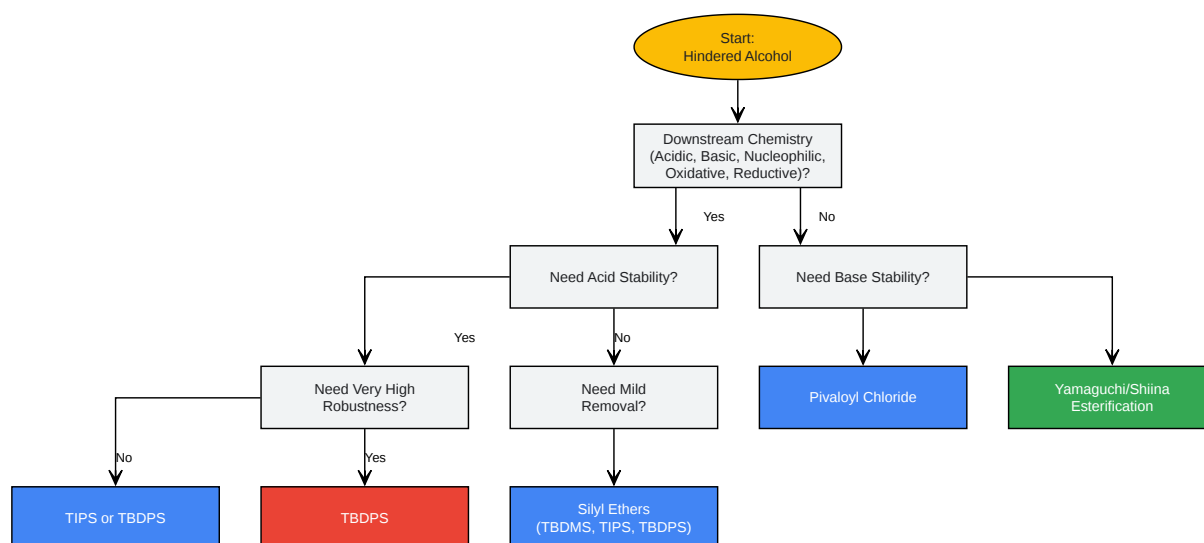 Start:
Hindered Alcohol
Downstream Chemistry
(Acidic, Basic, Nucleophilic,
Oxidative, Reductive)?
Yes
No
Need Acid Stability?
Need Base Stability?
Yes
No
Need Very High
Robustness?
Need Mild
Removal?
Pivaloyl Chloride
Yamaguchi/Shiina
Esterification
No
Yes
TIPS or TBDPS
TBDPS
Silyl Ethers
(TBDMS, TIPS, TBDPS)